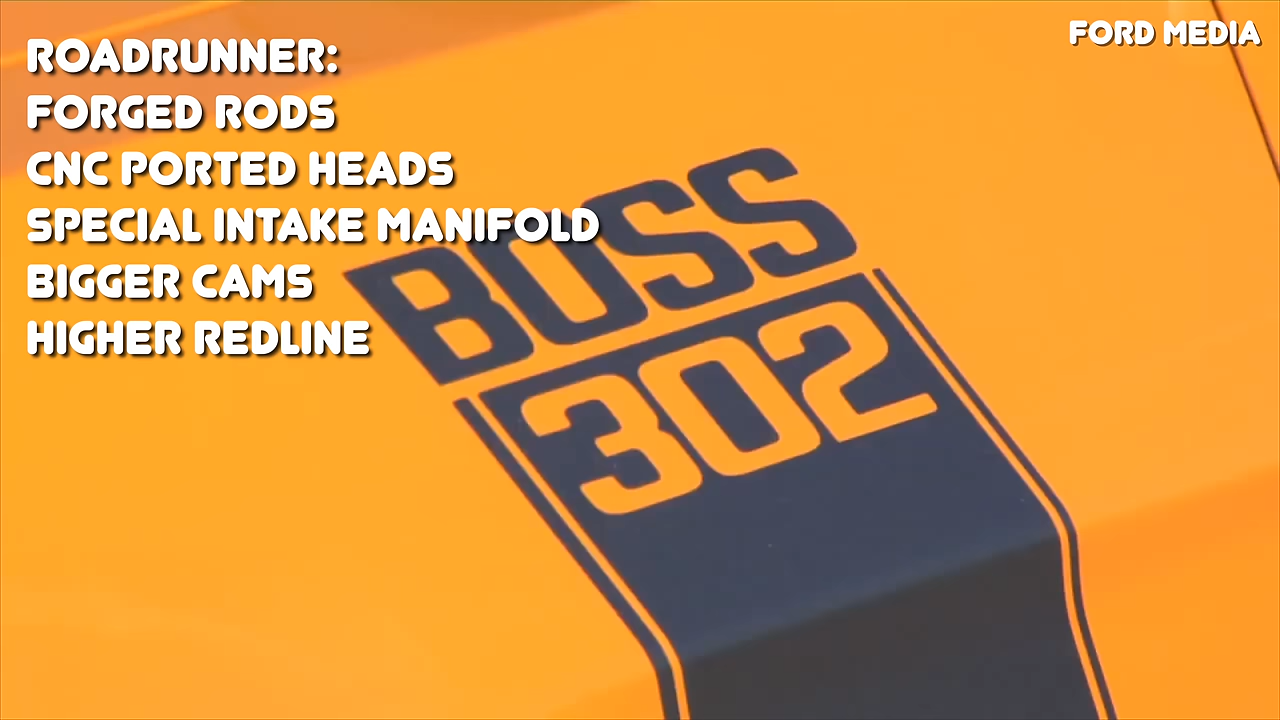 ROADRUNNER:
FORGED RODS
CNC PORTED HEADS
SPECIAL INTAKE MANIFOLD
BIGGER CAMS
HIGHER REDLINE
FORD MEDIA
BOSS
302